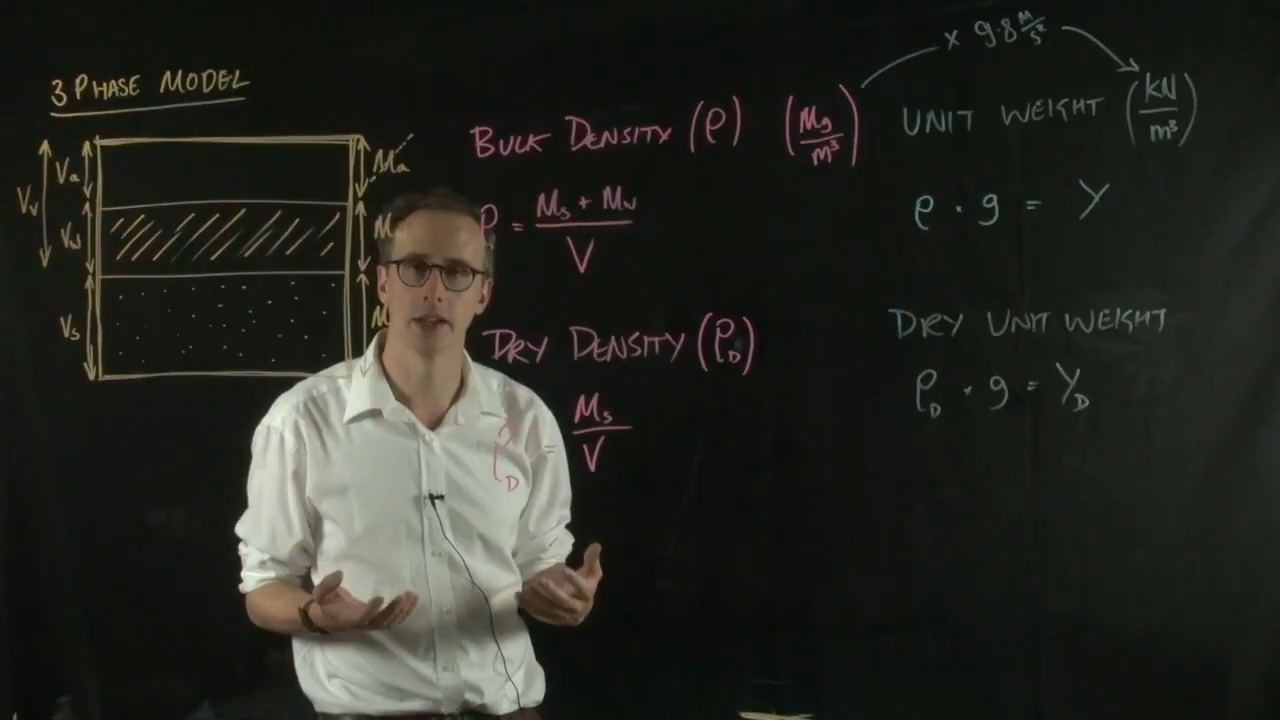 3 PHASE MODEL
Va
Vv
Vw
Vs
Ma
M
M
BULK DENSITY (ρ) (Mg/m³)
ρ = Ms + Mw / V
DRY DENSITY (ρD)
ρD = Ms / V
× 9.8 m/s²
UNIT WEIGHT (kN/m³)
ρ · g = γ
DRY UNIT WEIGHT
ρD · g = γD